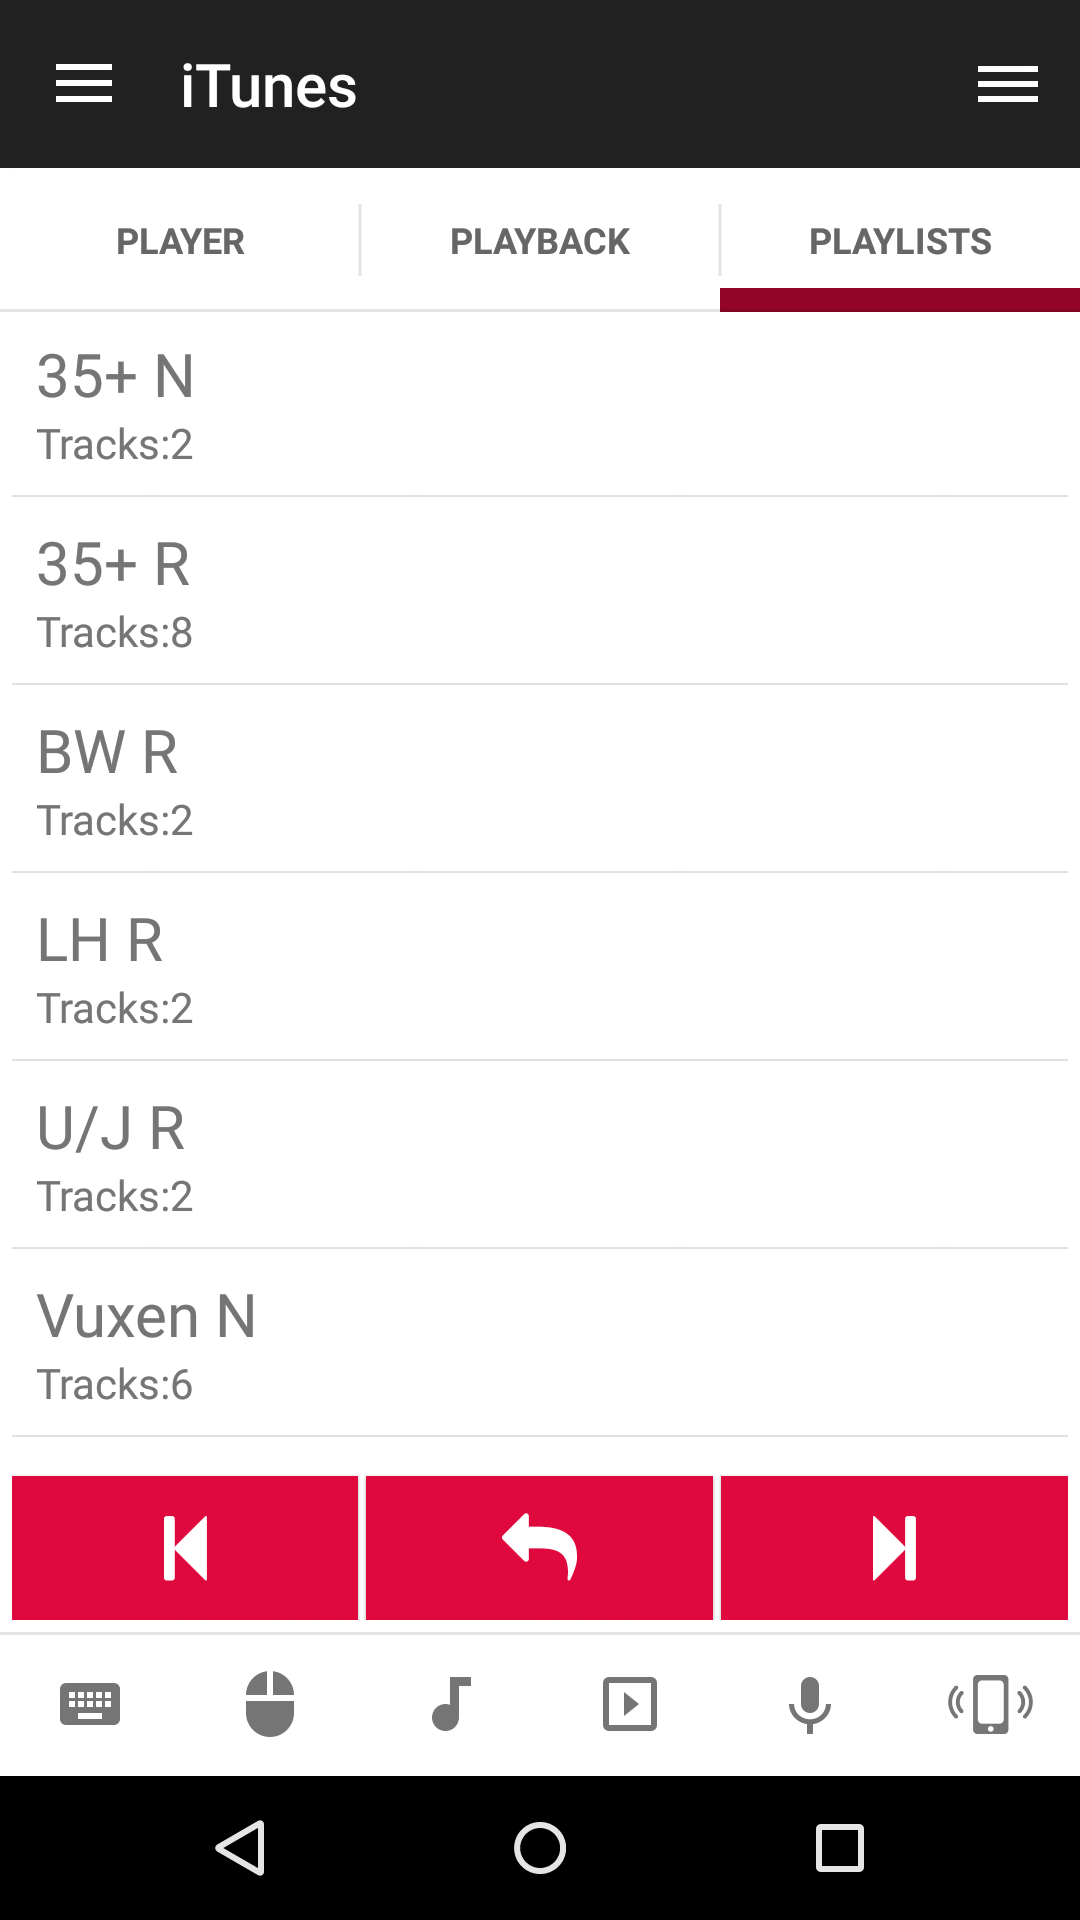 iTunes
PLAYER PLAYBACK PLAYLISTS
35+ N
Tracks:2
35+ R
Tracks:8
BW R
Tracks:2
LH R
Tracks:2
U/J R
Tracks:2
Vuxen N
Tracks:6